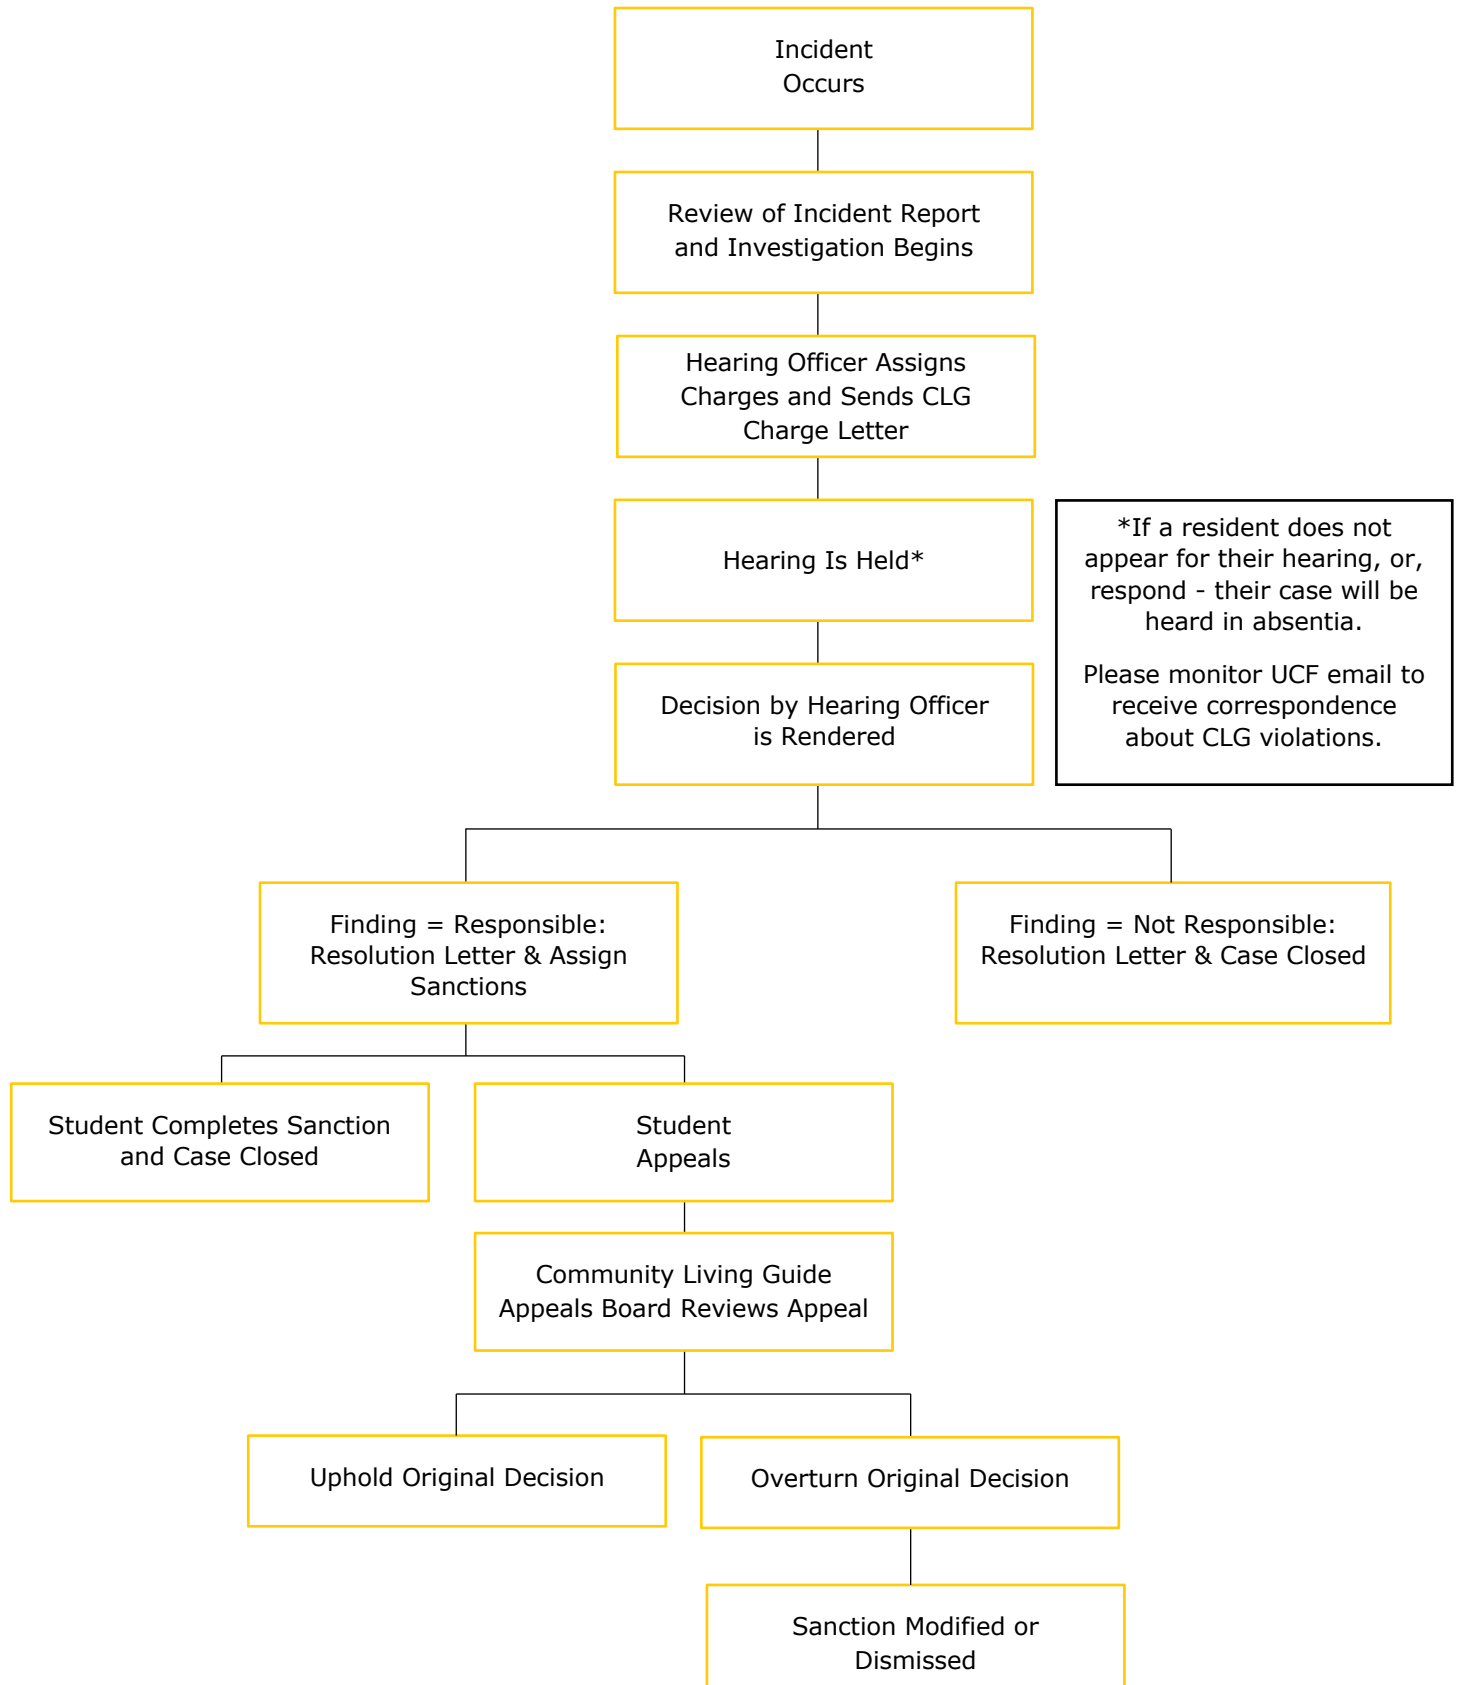 Incident
Occurs
Review of Incident Report
and Investigation Begins
Hearing Officer Assigns
Charges and Sends CLG
Charge Letter
Hearing Is Held*
*If a resident does not
appear for their hearing, or,
respond - their case will be
heard in absentia.
Please monitor UCF email to
receive correspondence
about CLG violations.
Decision by Hearing Officer
is Rendered
Finding = Responsible:
Resolution Letter & Assign
Sanctions
Finding = Not Responsible:
Resolution Letter & Case Closed
Student Completes Sanction
and Case Closed
Student
Appeals
Community Living Guide
Appeals Board Reviews Appeal
Uphold Original Decision
Overturn Original Decision
Sanction Modified or
Dismissed